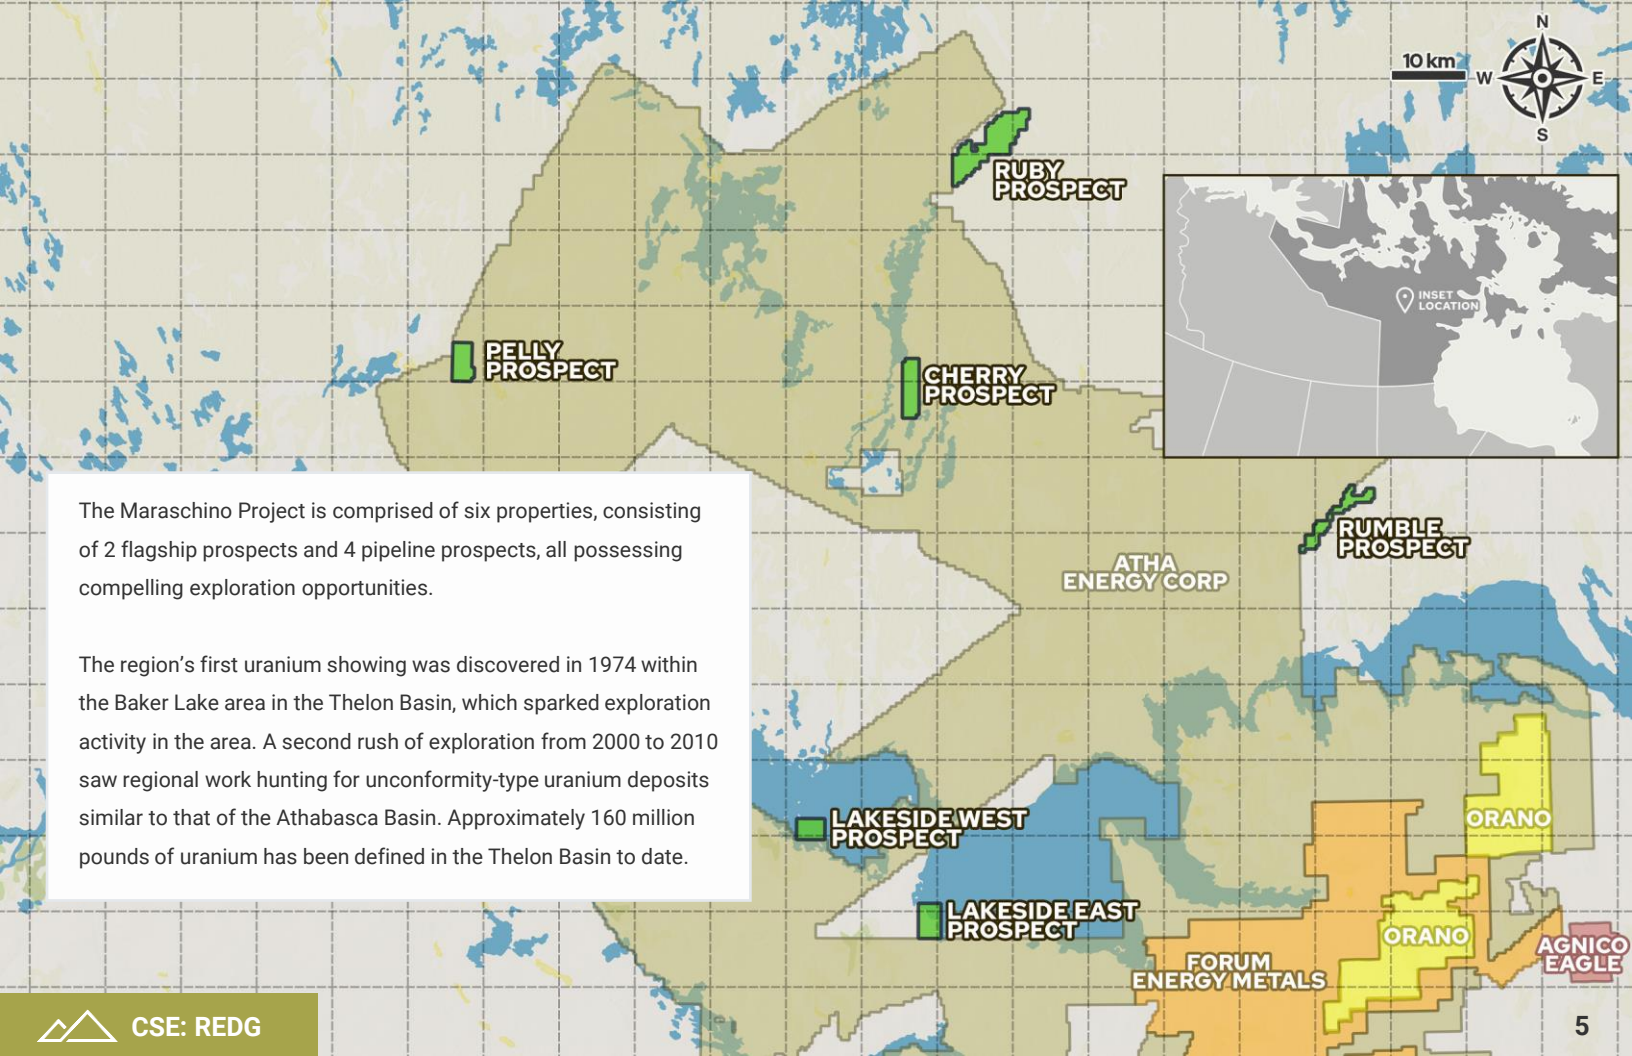 N
10 km
W
E
S
RUBY
PROSPECT
INSET
LOCATION
PELLY
PROSPECT
CHERRY
PROSPECT
The Maraschino Project is comprised of six properties, consisting
of 2 flagship prospects and 4 pipeline prospects, all possessing
compelling exploration opportunities.
The region's first uranium showing was discovered in 1974 within
the Baker Lake area in the Thelon Basin, which sparked exploration
activity in the area. A second rush of exploration from 2000 to 2010
saw regional work hunting for unconformity-type uranium deposits
similar to that of the Athabasca Basin. Approximately 160 million
pounds of uranium has been defined in the Thelon Basin to date.
RUMBLE
PROSPECT
ATHA
ENERGY CORP
ORANO
LAKESIDE WEST
PROSPECT
LAKESIDE EAST
PROSPECT
ORANO
AGNICO
EAGLE
FORUM
ENERGY METALS
CSE: REDG
5